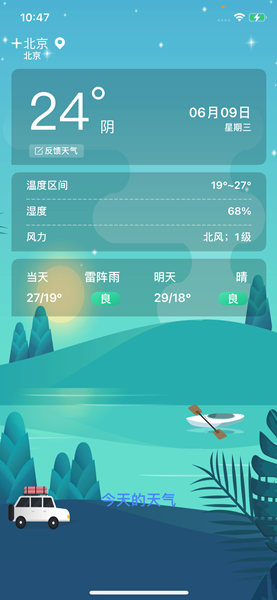 10:47
北京
北京
24°
阴
06月09日
星期三
反馈天气
温度区间 19°~27°
湿度 68%
风力 北风；1级
当天 雷阵雨 明天 晴
27/19° 良 29/18° 良
今天的天气